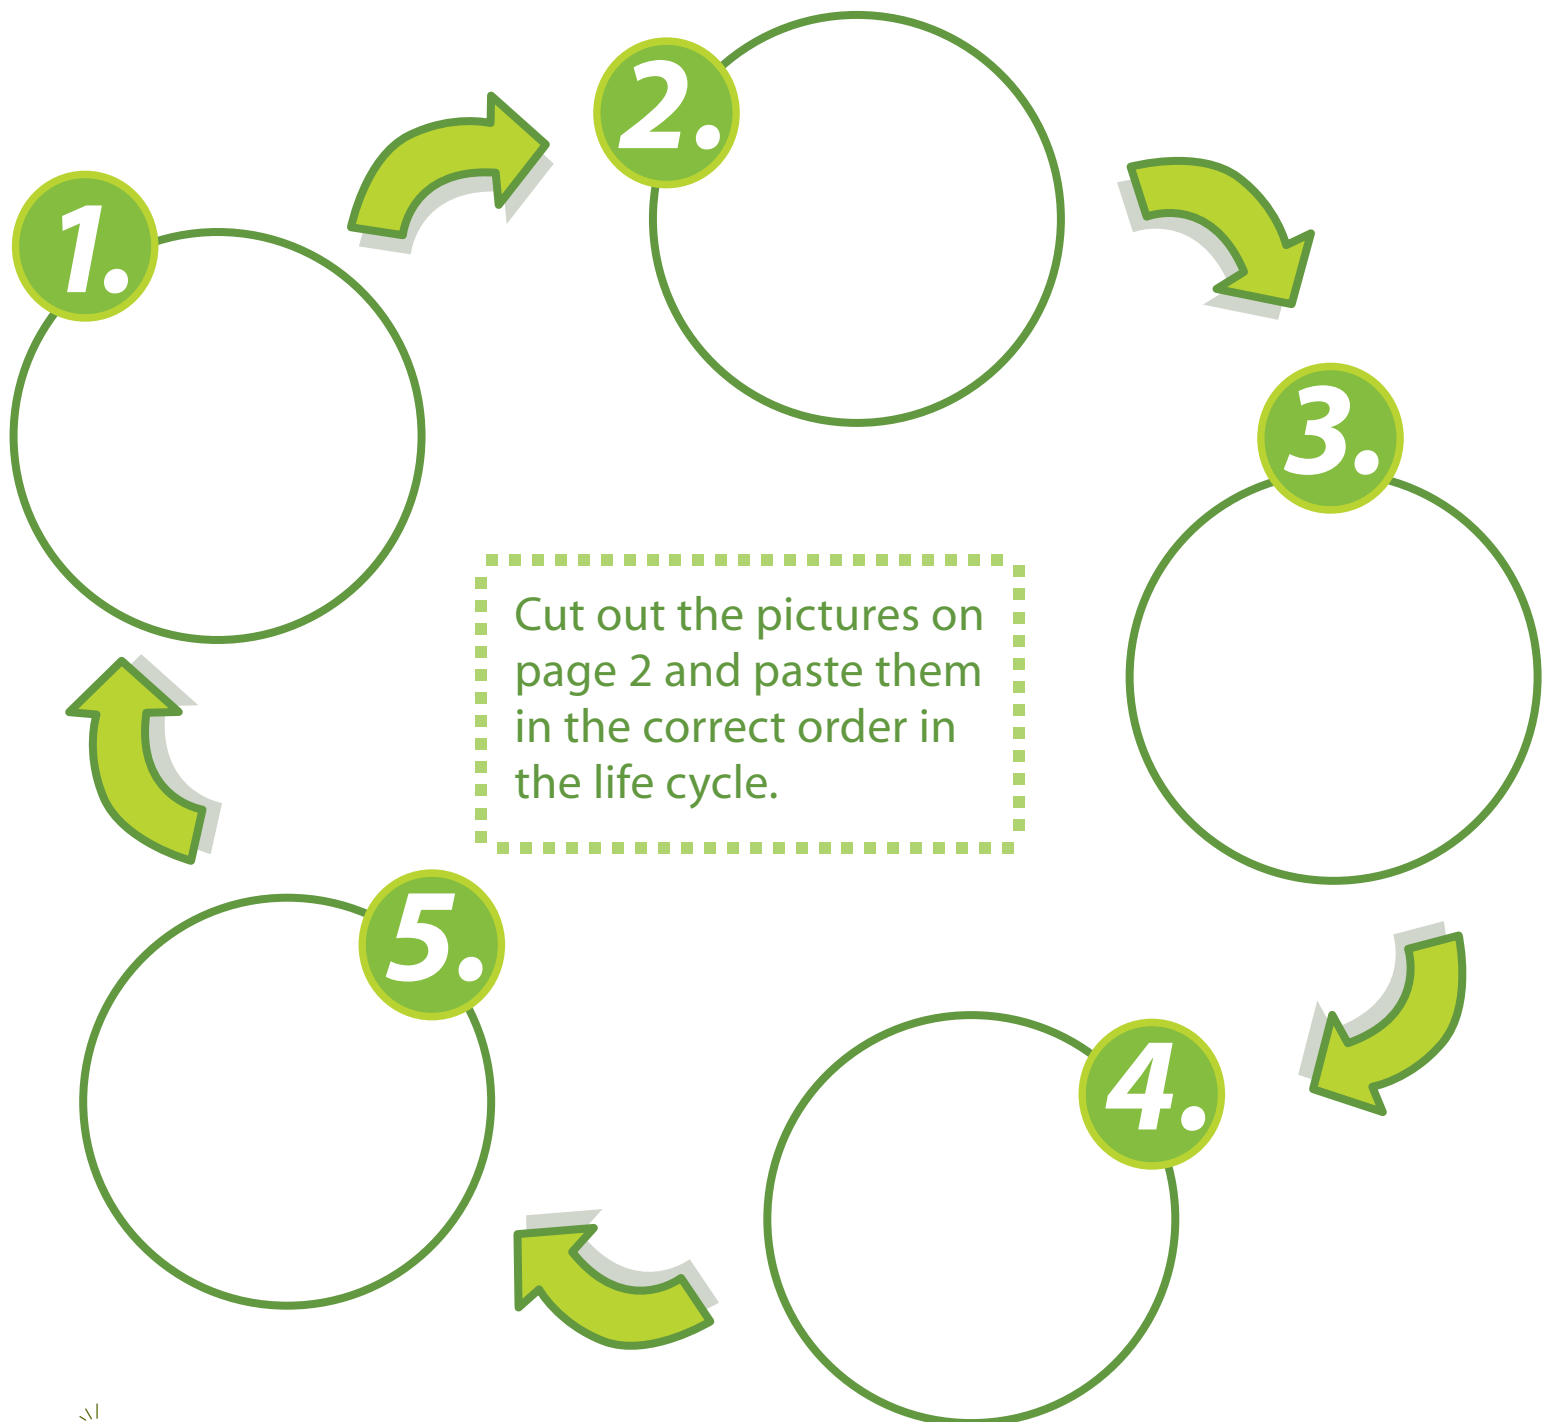 1.
2.
3.
Cut out the pictures on
page 2 and paste them
in the correct order in
the life cycle.
5.
4.